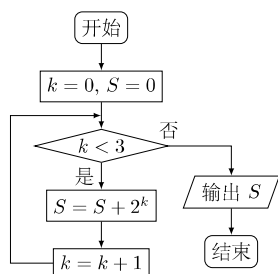 开始
k = 0, S = 0
k < 3
否
是
S = S + 2^k
输出 S
k = k + 1
结束